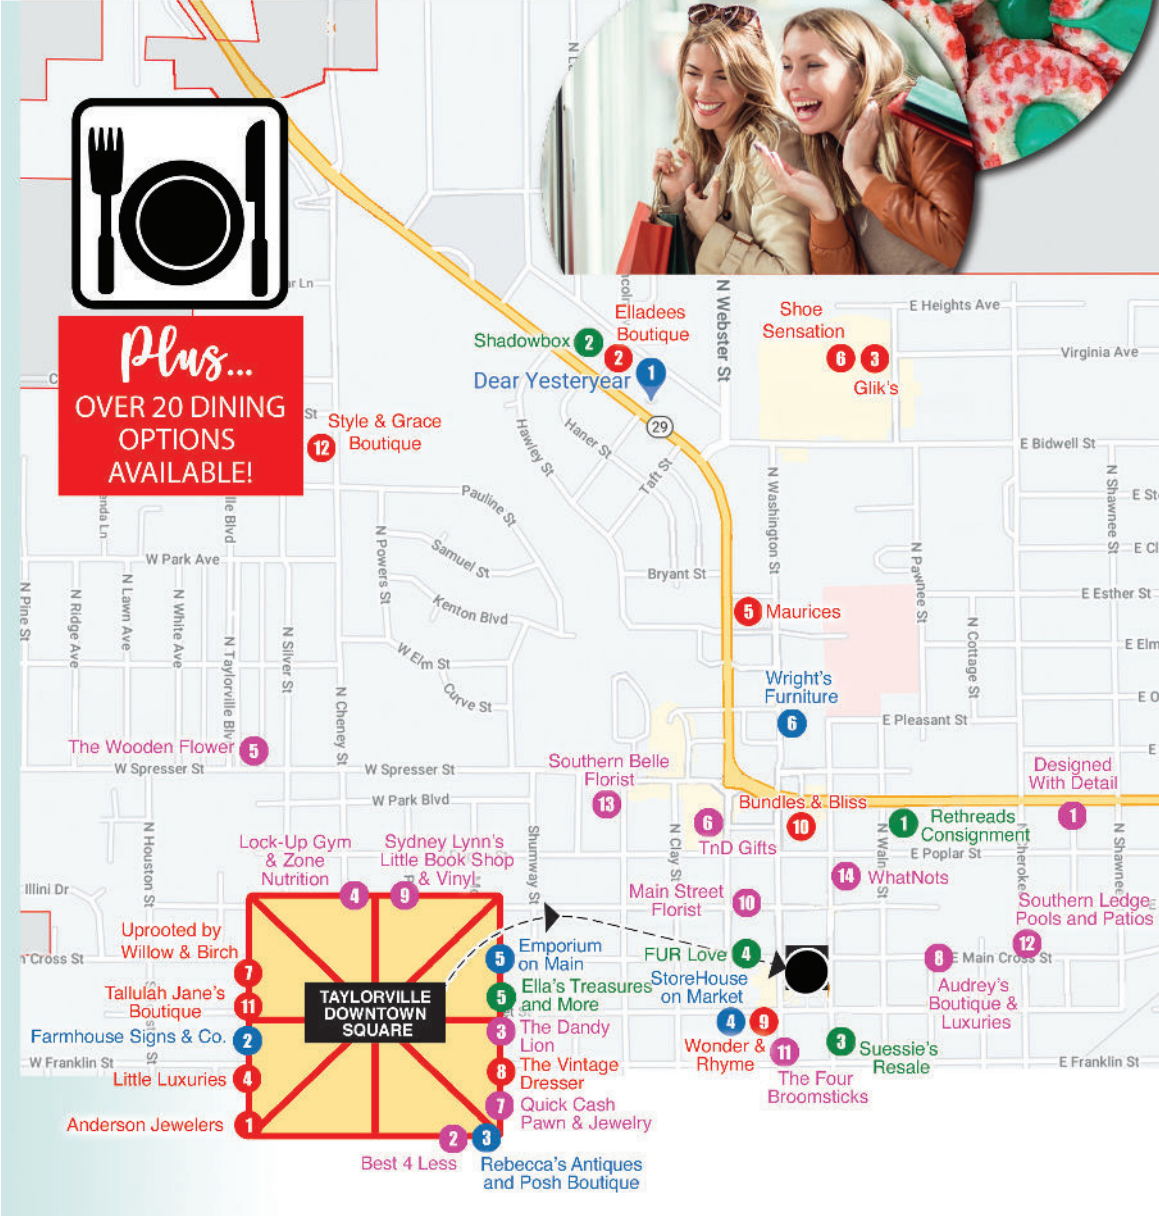 Plus...
OVER 20 DINING
OPTIONS
AVAILABLE!
Shadowbox
2
Elladees
Boutique
2
Dear Yesteryear
1
29
N Webster St
Shoe
Sensation
6
3
Glik's
E Heights Ave
Virginia Ave
E Bidwell St
Style & Grace
Boutique
12
Hawley St
Haner St
Taft St
N Washington St
N Shawnee St
Pauline St
Samuel St
Kenton Blvd
Bryant St
N Powers St
W Park Ave
N Pine St
N Ridge Ave
N Lawn Ave
N White Ave
N Taylorville Blv
N Silver St
N Cheney St
W Elm St
Curve St
5
Maurices
N Pawnee St
N Cottage St
E Esther St
E Elm
Wright's
Furniture
6
E Pleasant St
The Wooden Flower
5
W Spresser St
W Spresser St
W Park Blvd
Southern Belle
Florist
13
6
TnD Gifts
Bundles & Bliss
10
1
Rethreads
Consignment
Designed
With Detail
1
N Houston St
Shumway St
N Clay St
N Walnut St
E Poplar St
N Shawnee
14
WhatNots
Lock-Up Gym
& Zone
Nutrition
4
Sydney Lynn's
Little Book Shop
& Vinyl
9
Main Street
Florist
10
Southern Ledge
Pools and Patios
12
Illini Dr
Cross St
Uprooted by
Willow & Birch
7
Tallulah Jane's
Boutique
11
Farmhouse Signs & Co.
2
W Franklin St
Little Luxuries
4
Anderson Jewelers
1
TAYLORVILLE
DOWNTOWN
SQUARE
5
Emporium
on Main
5
Ella's Treasures
and More
3
The Dandy
Lion
8
The Vintage
Dresser
7
Quick Cash
Pawn & Jewelry
2
Best 4 Less
3
Rebecca's Antiques
and Posh Boutique
FUR Love
4
StoreHouse
on Market
4
9
Wonder &
Rhyme
11
The Four
Broomsticks
3
Suessie's
Resale
8
E Main Cross St
Audrey's
Boutique &
Luxuries
E Franklin St